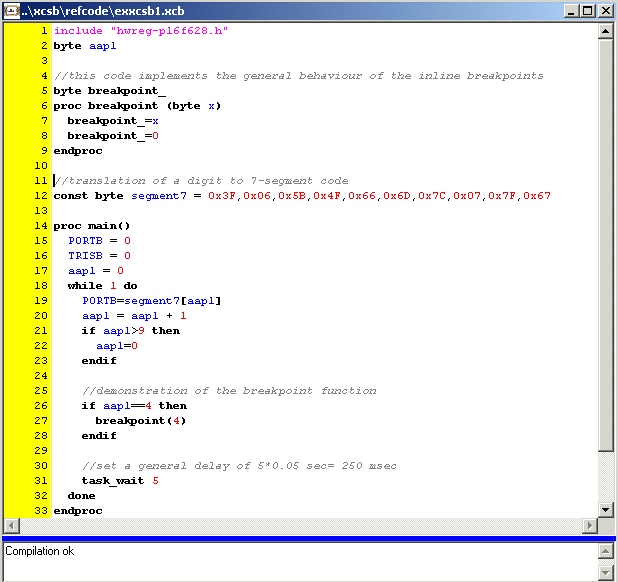 ..\xcsb\refcode\exxcsb1.xcb
1 include "hwreg-p16f628.h"
2 byte aap1
3
4 //this code implements the general behaviour of the inline breakpoints
5 byte breakpoint_
6 proc breakpoint (byte x)
7 breakpoint_=x
8 breakpoint_=0
9 endproc
10
11 //translation of a digit to 7-segment code
12 const byte segment7 = 0x3F,0x06,0x5B,0x4F,0x66,0x6D,0x7C,0x07,0x7F,0x67
13
14 proc main()
15 PORTB = 0
16 TRISB = 0
17 aap1 = 0
18 while 1 do
19 PORTB=segment7[aap1]
20 aap1 = aap1 + 1
21 if aap1>9 then
22 aap1=0
23 endif
24
25 //demonstration of the breakpoint function
26 if aap1==4 then
27 breakpoint(4)
28 endif
29
30 //set a general delay of 5*0.05 sec= 250 msec
31 task_wait 5
32 done
33 endproc
Compilation ok